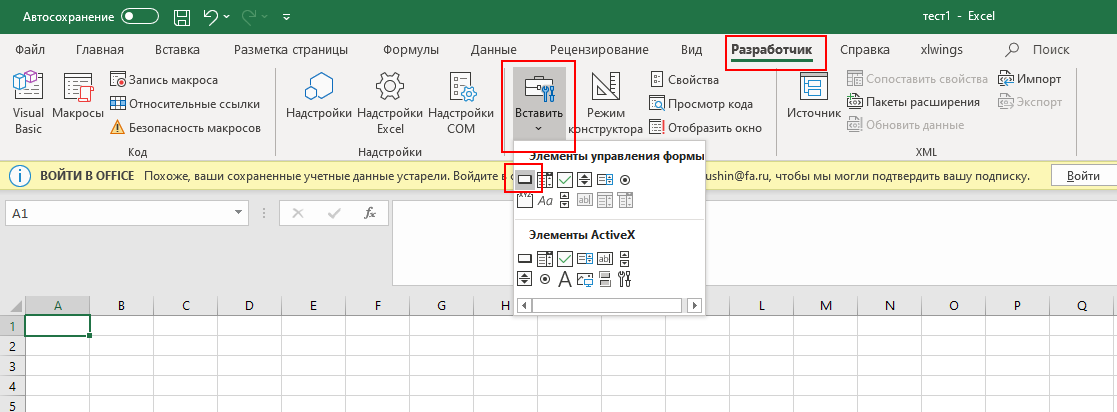 Автосохранение
тест1 - Excel
Файл Главная Вставка Разметка страницы Формулы Данные Рецензирование Вид Разработчик Справка xlwings Поиск
Visual Basic
Макросы
Запись макроса
Относительные ссылки
Безопасность макросов
Код
Надстройки
Надстройки Excel
Надстройки COM
Надстройки
Вставить
Режим конструктора
Свойства
Просмотр кода
Отобразить окно
Источник
Сопоставить свойства
Пакеты расширения
Обновить данные
Импорт
Экспорт
XML
Элементы управления формы
XYZ Aa ab|
Элементы ActiveX
ab|
A
ВОЙТИ В OFFICE Похоже, ваши сохраненные учетные данные устарели. Войдите в ushin@fa.ru, чтобы мы могли подтвердить вашу подписку. Войти
A1 fx
A B C D E F G H L M N O P Q
1
2
3
4
5